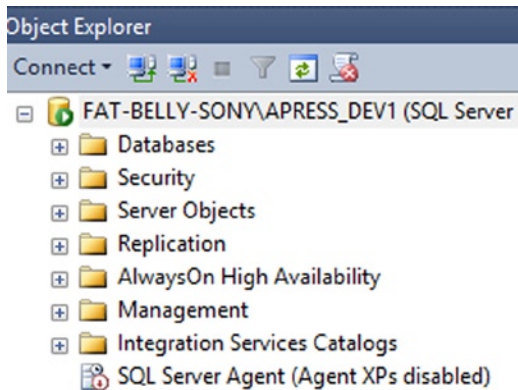 Object Explorer
Connect
FAT-BELLY-SONY\APRESS_DEV1 (SQL Server
Databases
Security
Server Objects
Replication
AlwaysOn High Availability
Management
Integration Services Catalogs
SQL Server Agent (Agent XPs disabled)